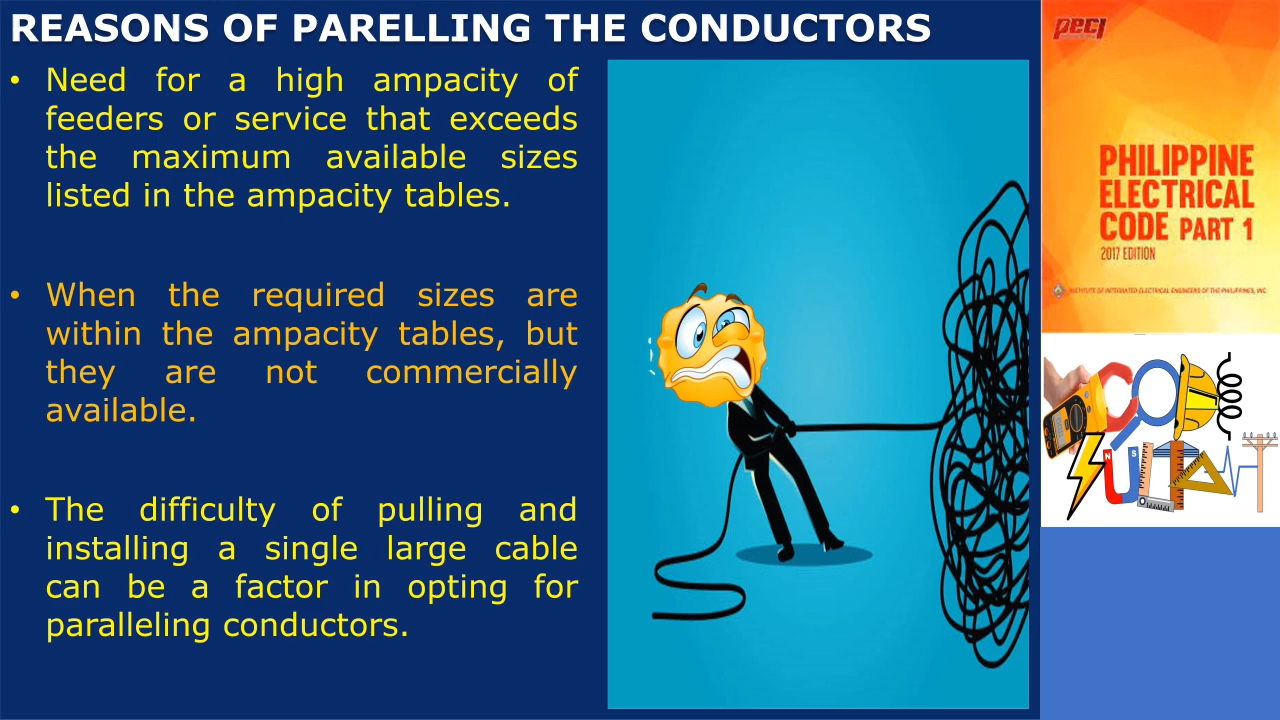 REASONS OF PARELLING THE CONDUCTORS
• Need for a high ampacity of
feeders or service that exceeds
the maximum available sizes
listed in the ampacity tables.
• When the required sizes are
within the ampacity tables, but
they are not commercially
available.
• The difficulty of pulling and
installing a single large cable
can be a factor in opting for
paralleling conductors.
pec1
PHILIPPINE
ELECTRICAL
CODE PART 1
2017 EDITION
INSTITUTE OF INTEGRATED ELECTRICAL ENGINEERS OF THE PHILIPPINES, INC.
N S